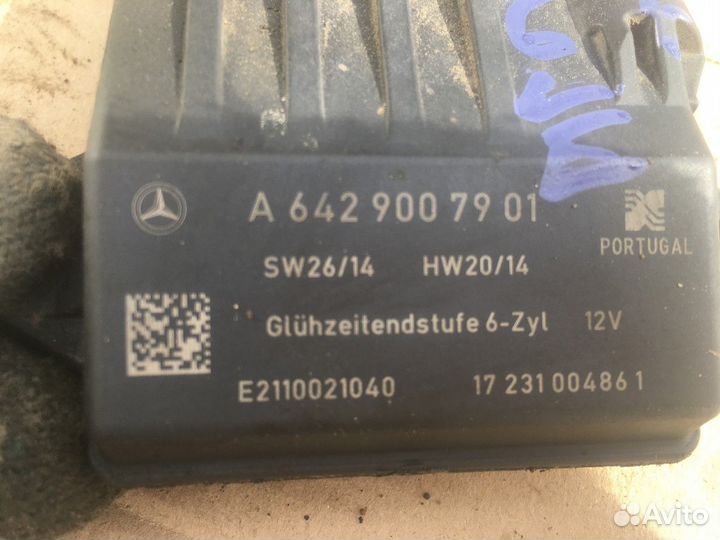 A 642 900 79 01
PORTUGAL
SW26/14 HW20/14
Glühzeitendstufe 6-Zyl 12V
E2110021040 17 231 00486 1
Avito